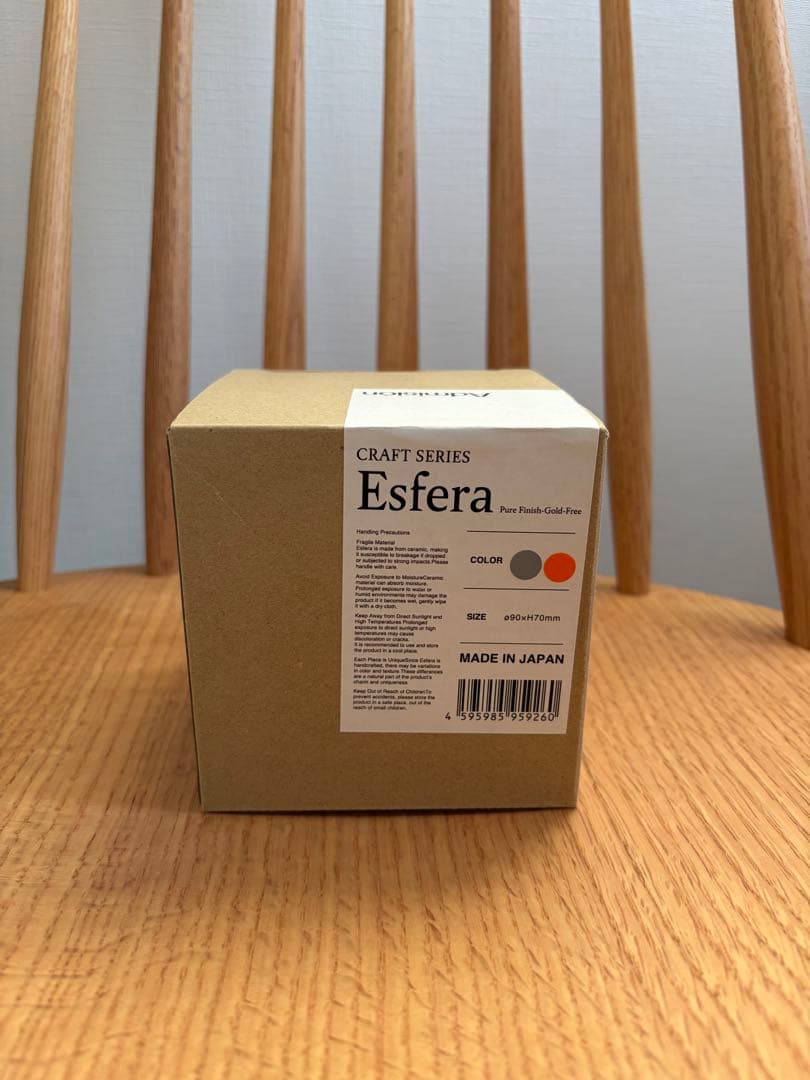 Admision
CRAFT SERIES
Esfera Pure Finish-Gold-Free
Handling Precautions
Fragile Material
Esfera is made from ceramic, making
it susceptible to breakage if dropped
or subjected to strong impacts.Please
handle with care.
Avoid Exposure to MoistureCeramic
material can absorb moisture.
Prolonged exposure to water or
humid environments may damage the
product if it becomes wet, gently wipe
it with a dry cloth.
Keep Away from Direct Sunlight and
High Temperatures Prolonged
exposure to direct sunlight or high
temperatures may cause
discoloration or cracks.
It is recommended to use and store
the product in a cool place.
Each Piece is UniqueSince Esfera is
handcrafted, there may be variations
in color and texture.These differences
are a natural part of the product's
charm and uniqueness.
Keep Out of Reach of ChildrenTo
prevent accidents, please store the
product in a safe place, out of the
reach of small children.
COLOR
SIZE ø90×H70mm
MADE IN JAPAN
4 595985 959260